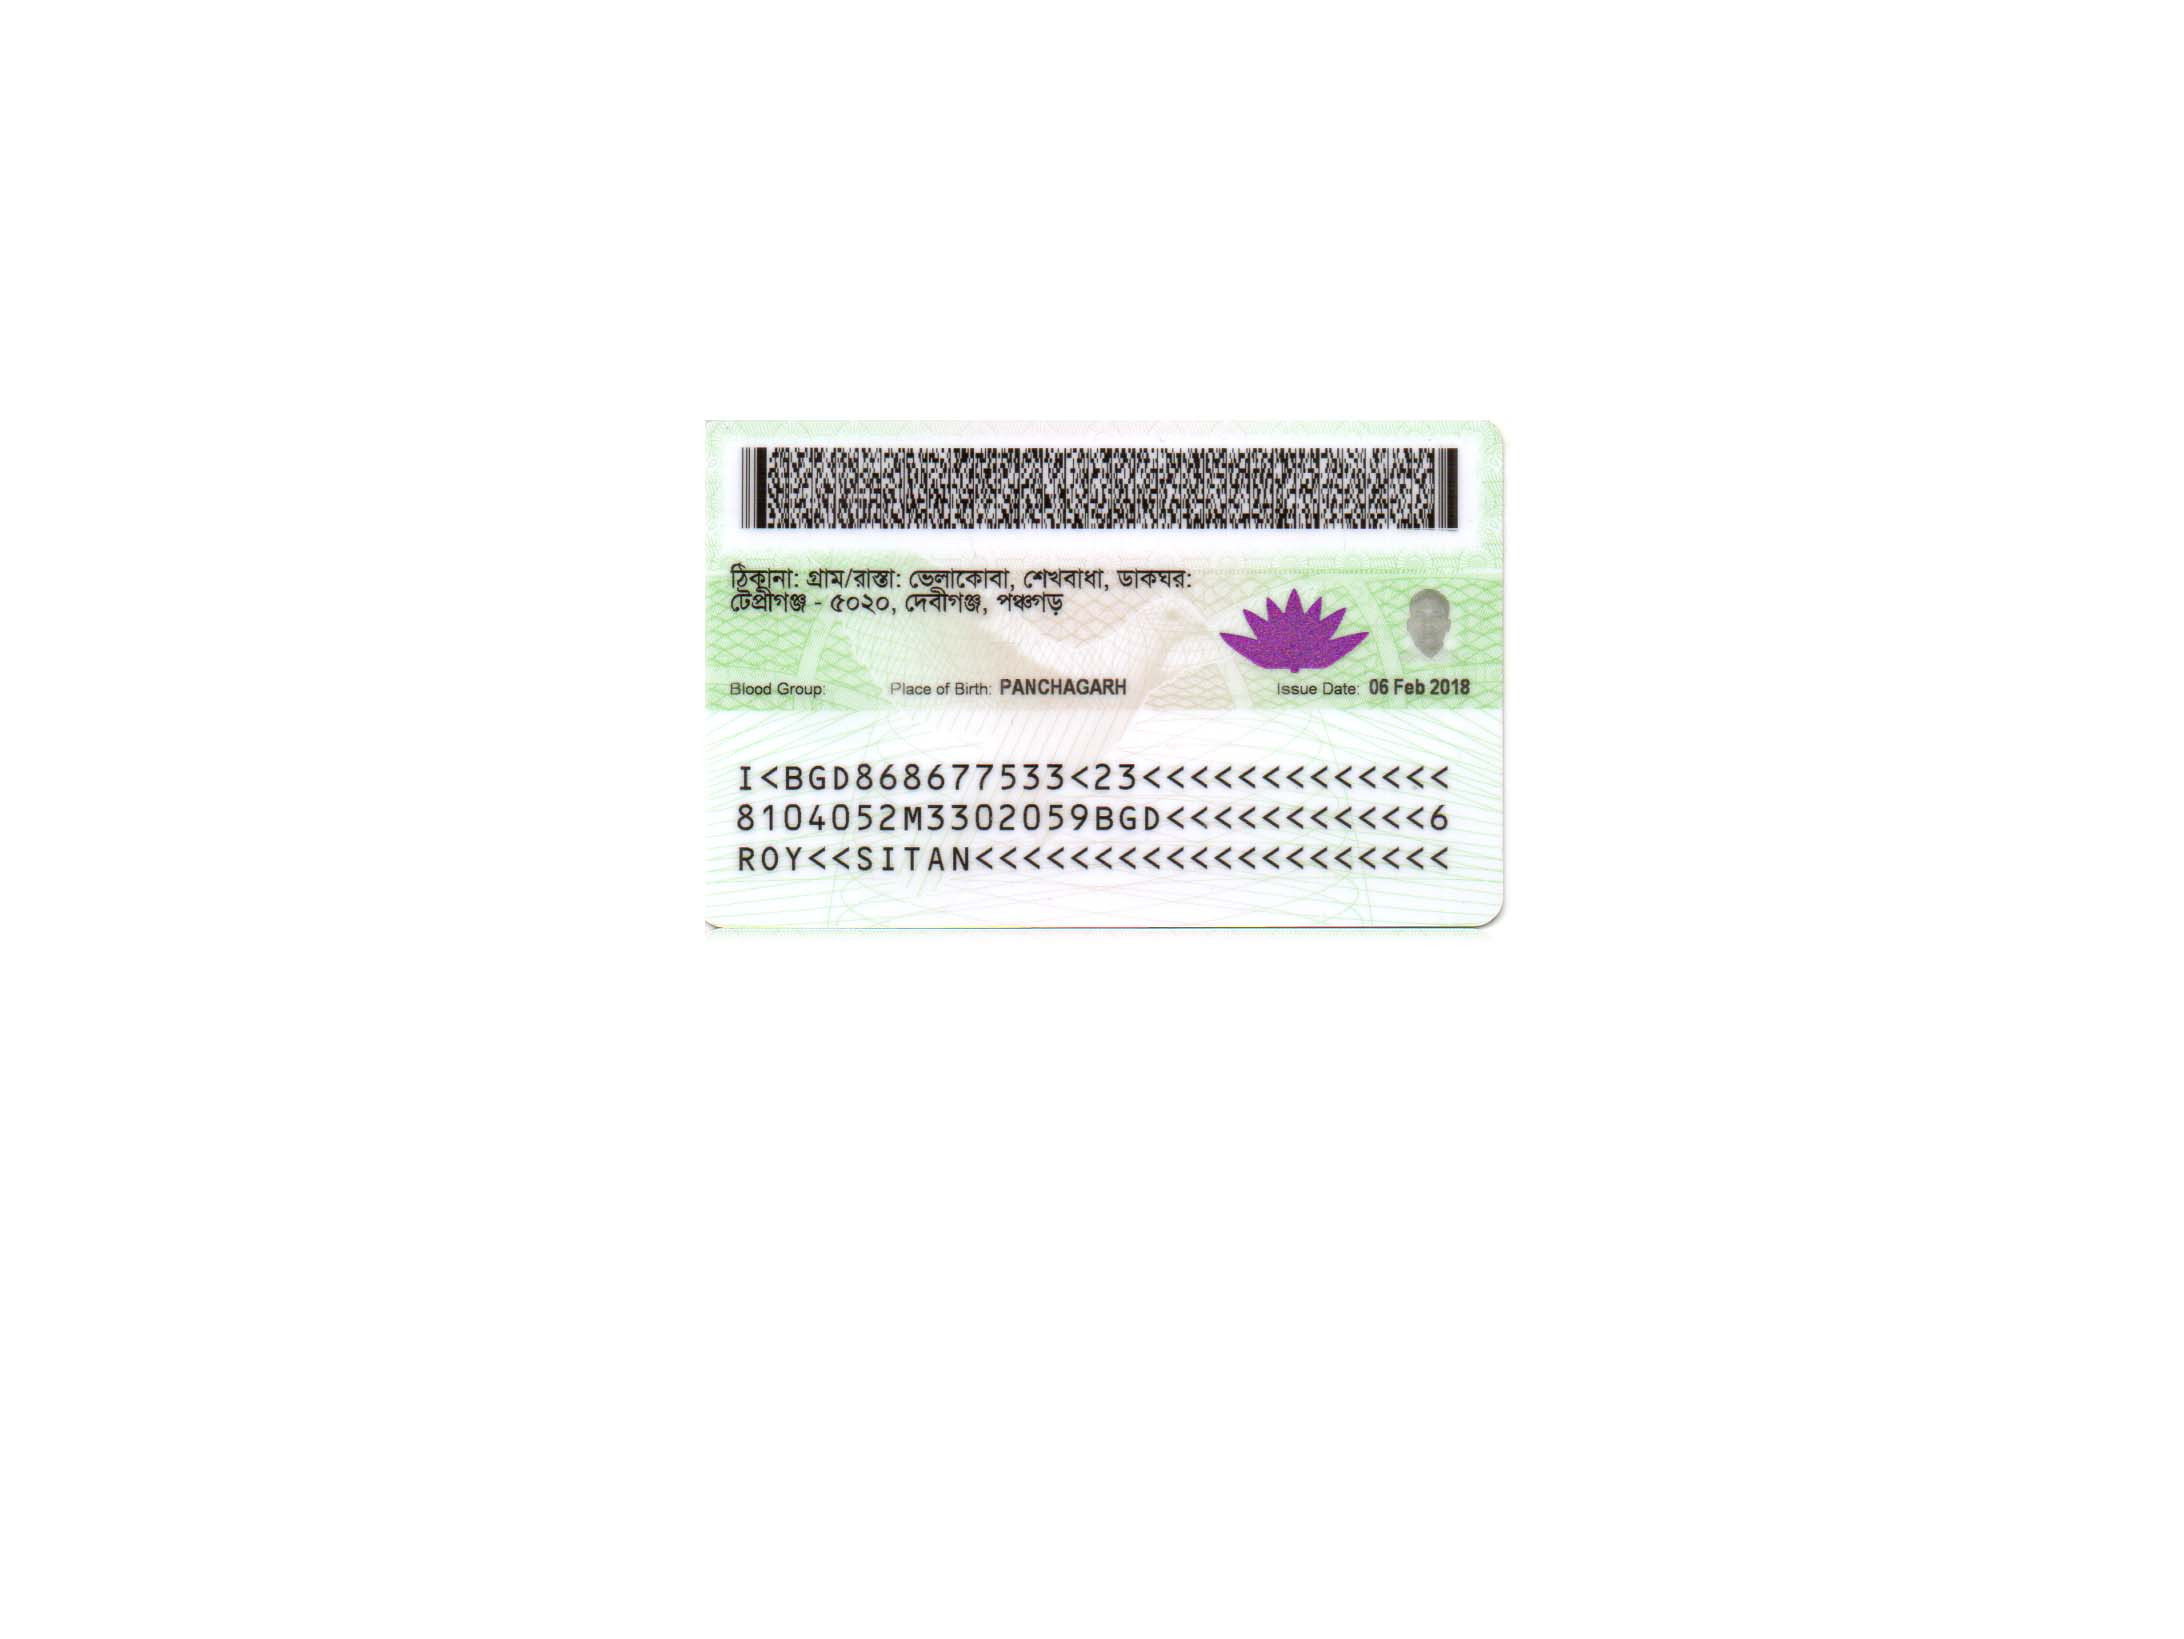 ঠিকানা: গ্রাম/রাস্তা: ভেলাকোবা, শেখবাধা, ডাকঘর:
টেপ্রীগঞ্জ - ৫০২০, দেবীগঞ্জ, পঞ্চগড়
Blood Group: Place of Birth: PANCHAGARH Issue Date: 06 Feb 2018
I<BGD868677533<23<<<<<<<<<<<<<
8104052M3302059BGD<<<<<<<<<<<6
ROY<<SITAN<<<<<<<<<<<<<<<<<<<<